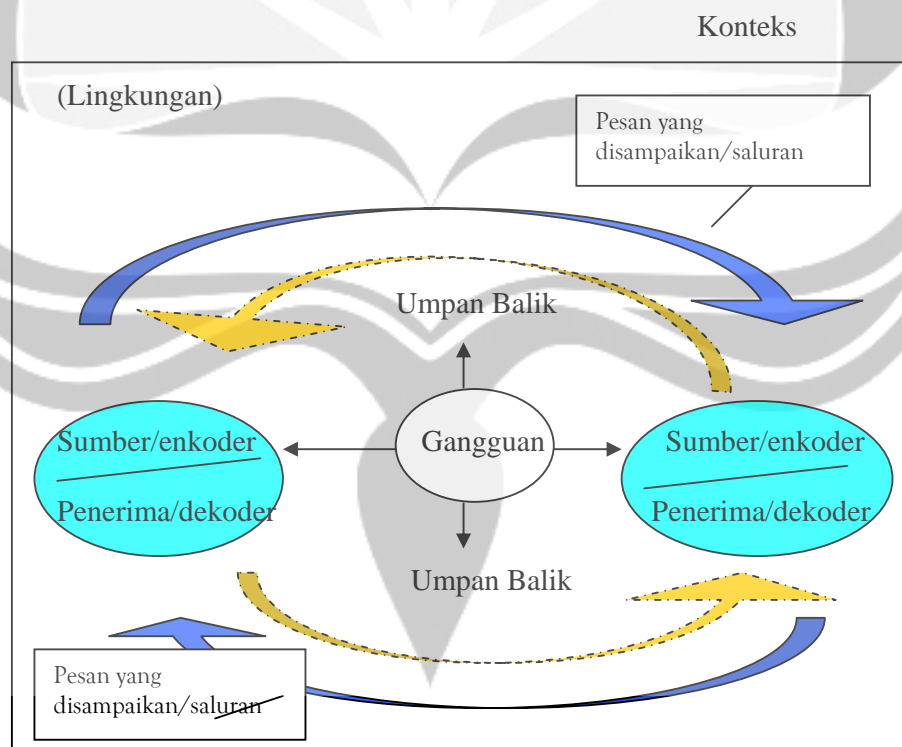 Konteks
(Lingkungan)
Pesan yang
disampaikan/saluran
Umpan Balik
Sumber/enkoder
Penerima/dekoder
Gangguan
Sumber/enkoder
Penerima/dekoder
Umpan Balik
Pesan yang
disampaikan/saluran